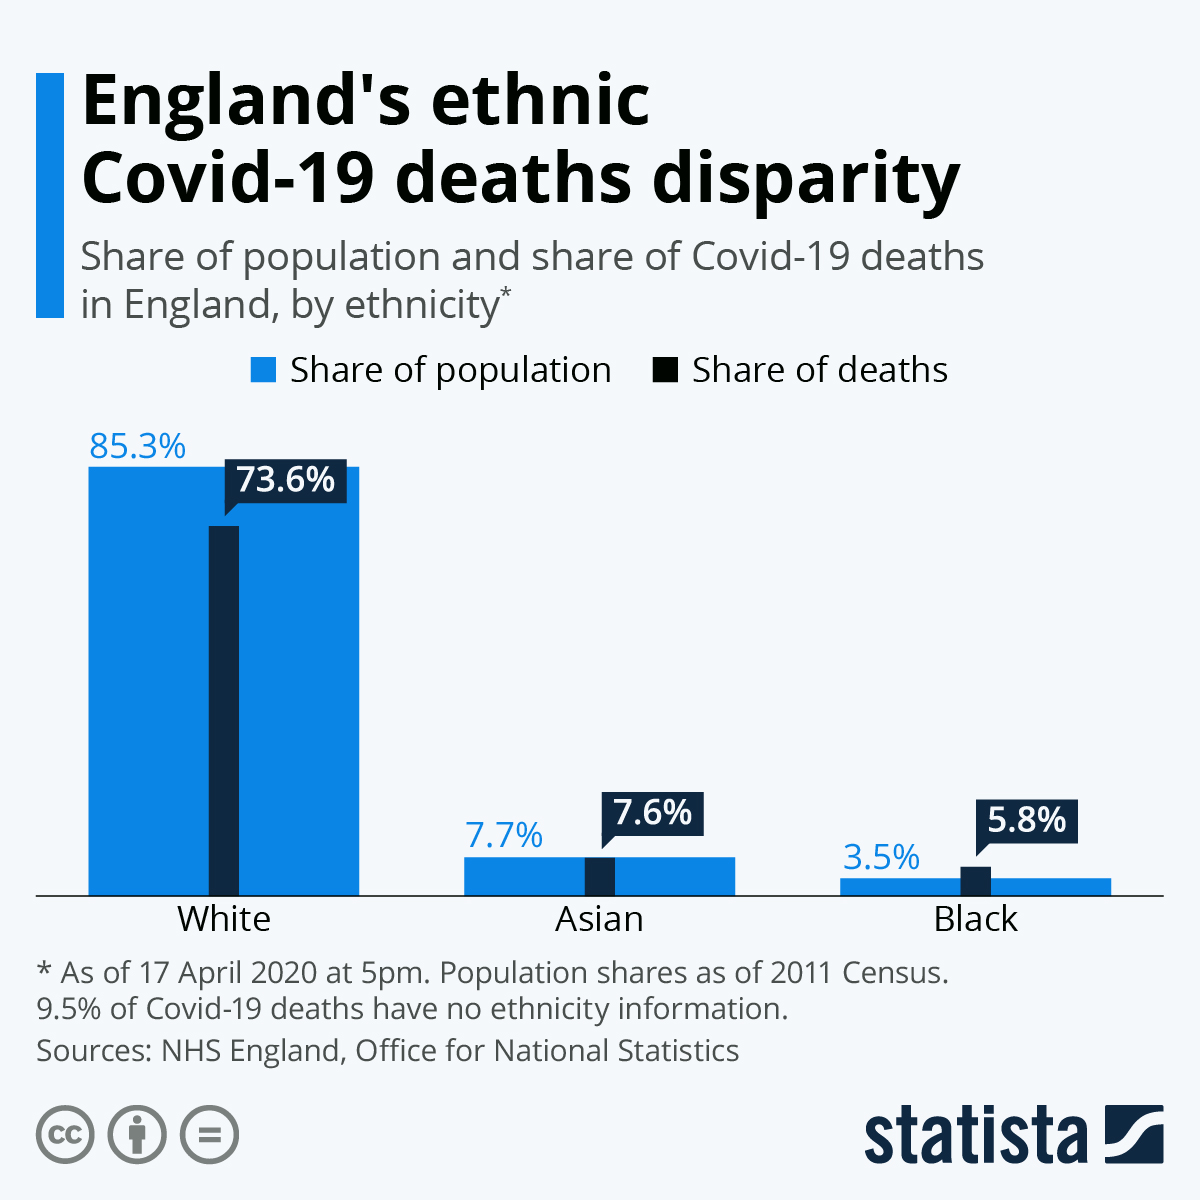 England's ethnic
Covid-19 deaths disparity
Share of population and share of Covid-19 deaths
in England, by ethnicity*
Share of population
Share of deaths
85.3%
73.6%
7.7%
7.6%
3.5%
5.8%
White
Asian
Black
* As of 17 April 2020 at 5pm. Population shares as of 2011 Census.
9.5% of Covid-19 deaths have no ethnicity information.
Sources: NHS England, Office for National Statistics
cc
=
statista